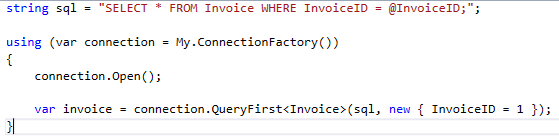 string sql = "SELECT * FROM Invoice WHERE InvoiceID = @InvoiceID;";
using (var connection = My.ConnectionFactory())
{
connection.Open();
var invoice = connection.QueryFirst<Invoice>(sql, new { InvoiceID = 1 });
}